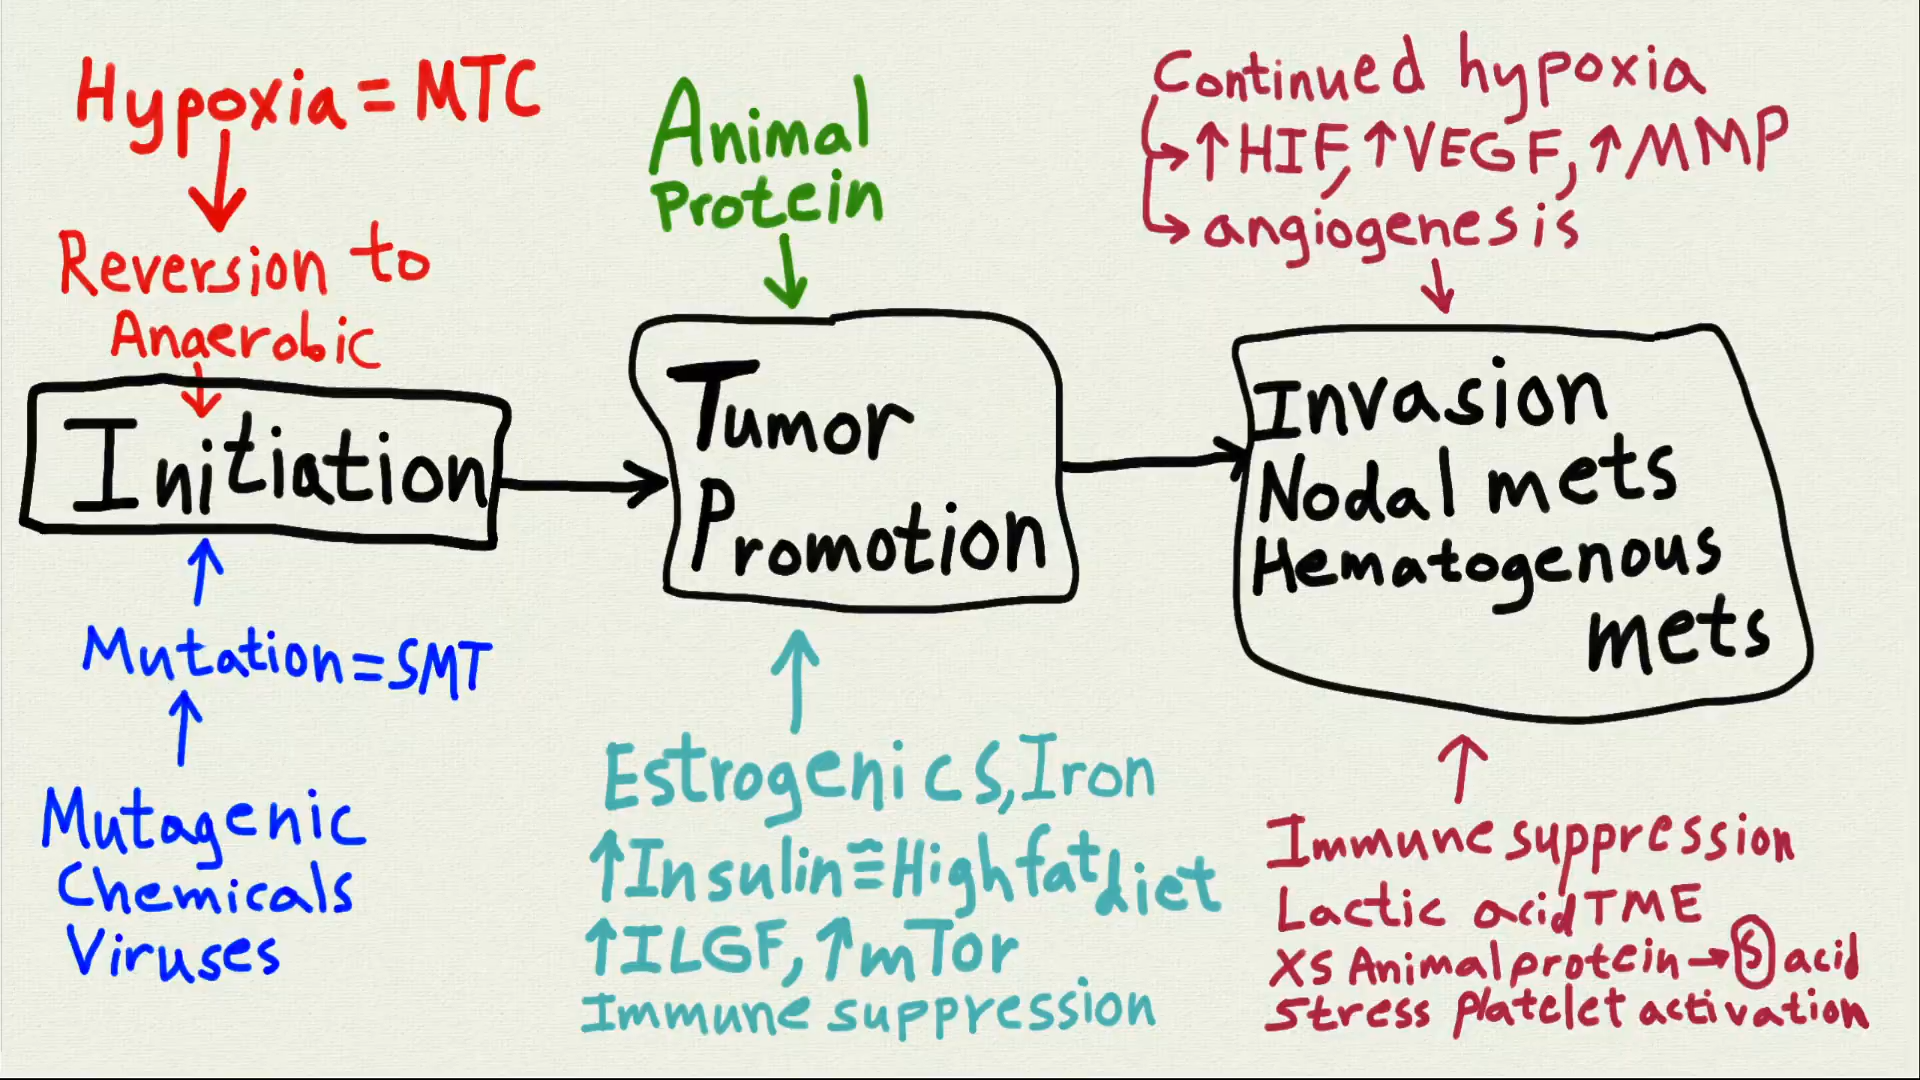 Hypoxia = MTC
Reversion to
Anaerobic
Initiation
Mutation = SMT
Mutagenic
Chemicals
Viruses
Animal
Protein
Tumor
Promotion
Estrogenics, Iron
↑Insulin ≅ High fat diet
↑ILGF, ↑mTor
Immune suppression
Continued hypoxia
→ ↑HIF, ↑VEGF, ↑MMP
→ angiogenesis
Invasion
Nodal mets
Hematogenous
mets
Immune suppression
Lactic acid TME
XS Animal protein → Ⓢ acid
Stress Platelet activation